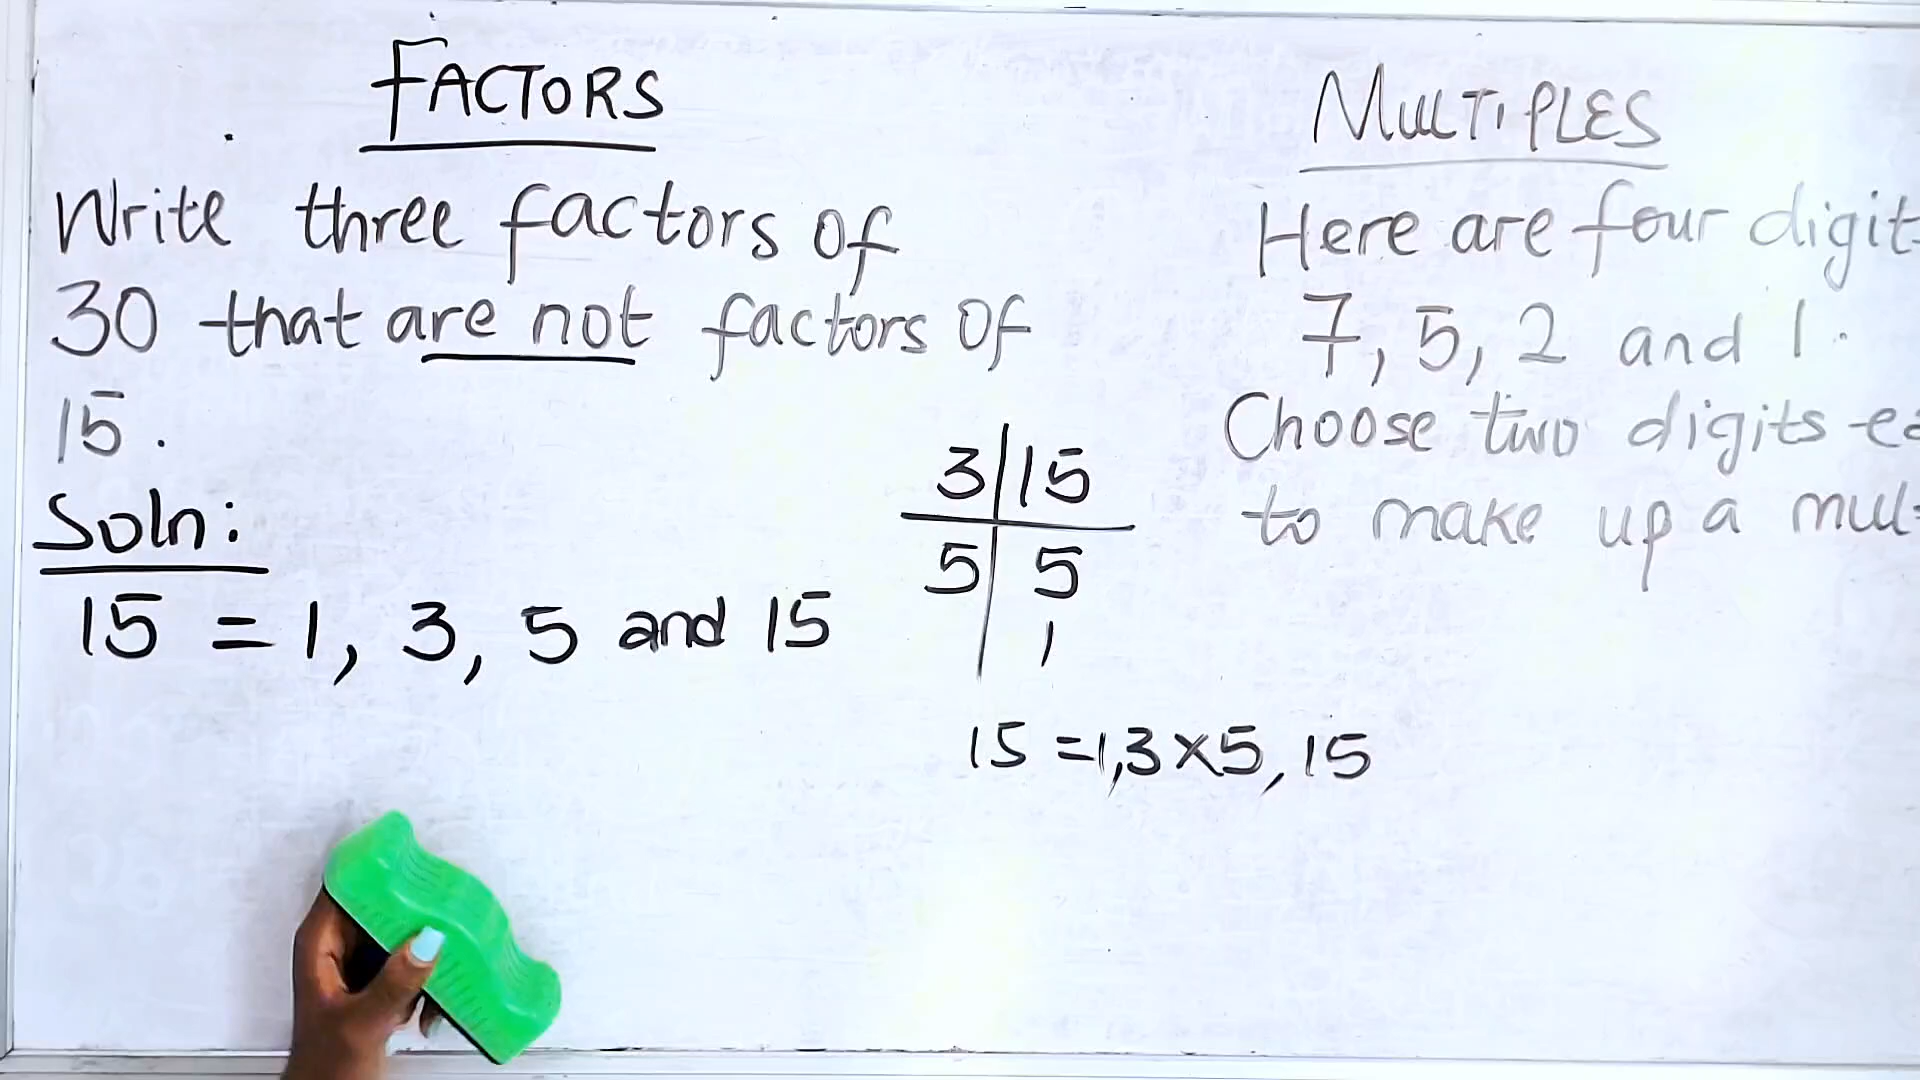 FACTORS
Write three factors of
30 that are not factors of
15.
Soln:
15 = 1, 3, 5 and 15
3 15
5 5
1
15 = 1, 3 × 5, 15
MULTIPLES
Here are four digit
7, 5, 2 and 1.
Choose two digits
to make up a